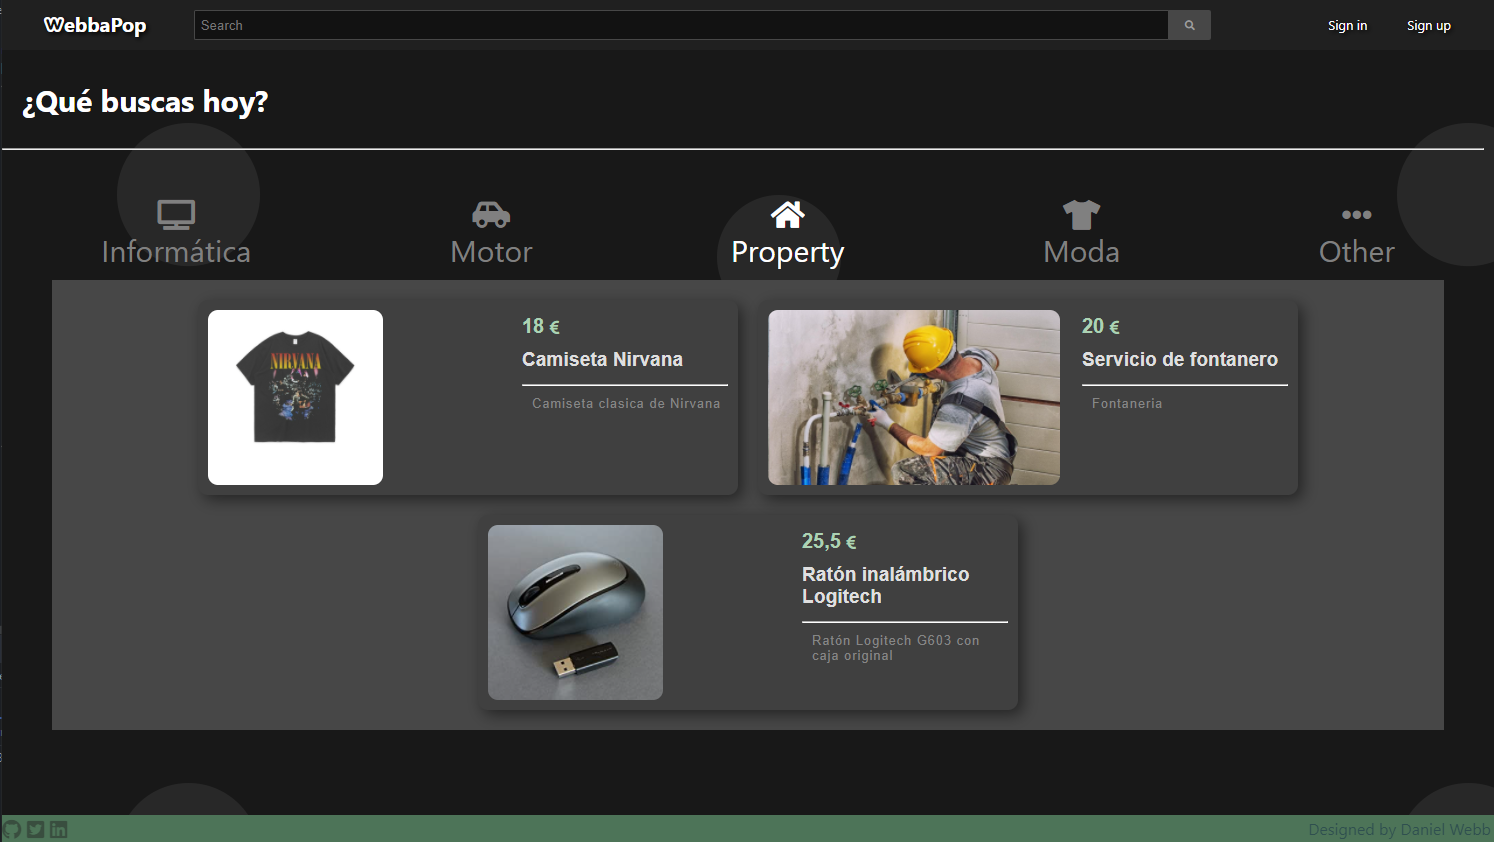 WebbaPop
Search
Sign in
Sign up
¿Qué buscas hoy?
Informática
Motor
Property
Moda
Other
NIRVANA
18 €
Camiseta Nirvana
Camiseta clasica de Nirvana
20 €
Servicio de fontanero
Fontaneria
25,5 €
Ratón inalámbrico
Logitech
Ratón Logitech G603 con
caja original
Designed by Daniel Webb